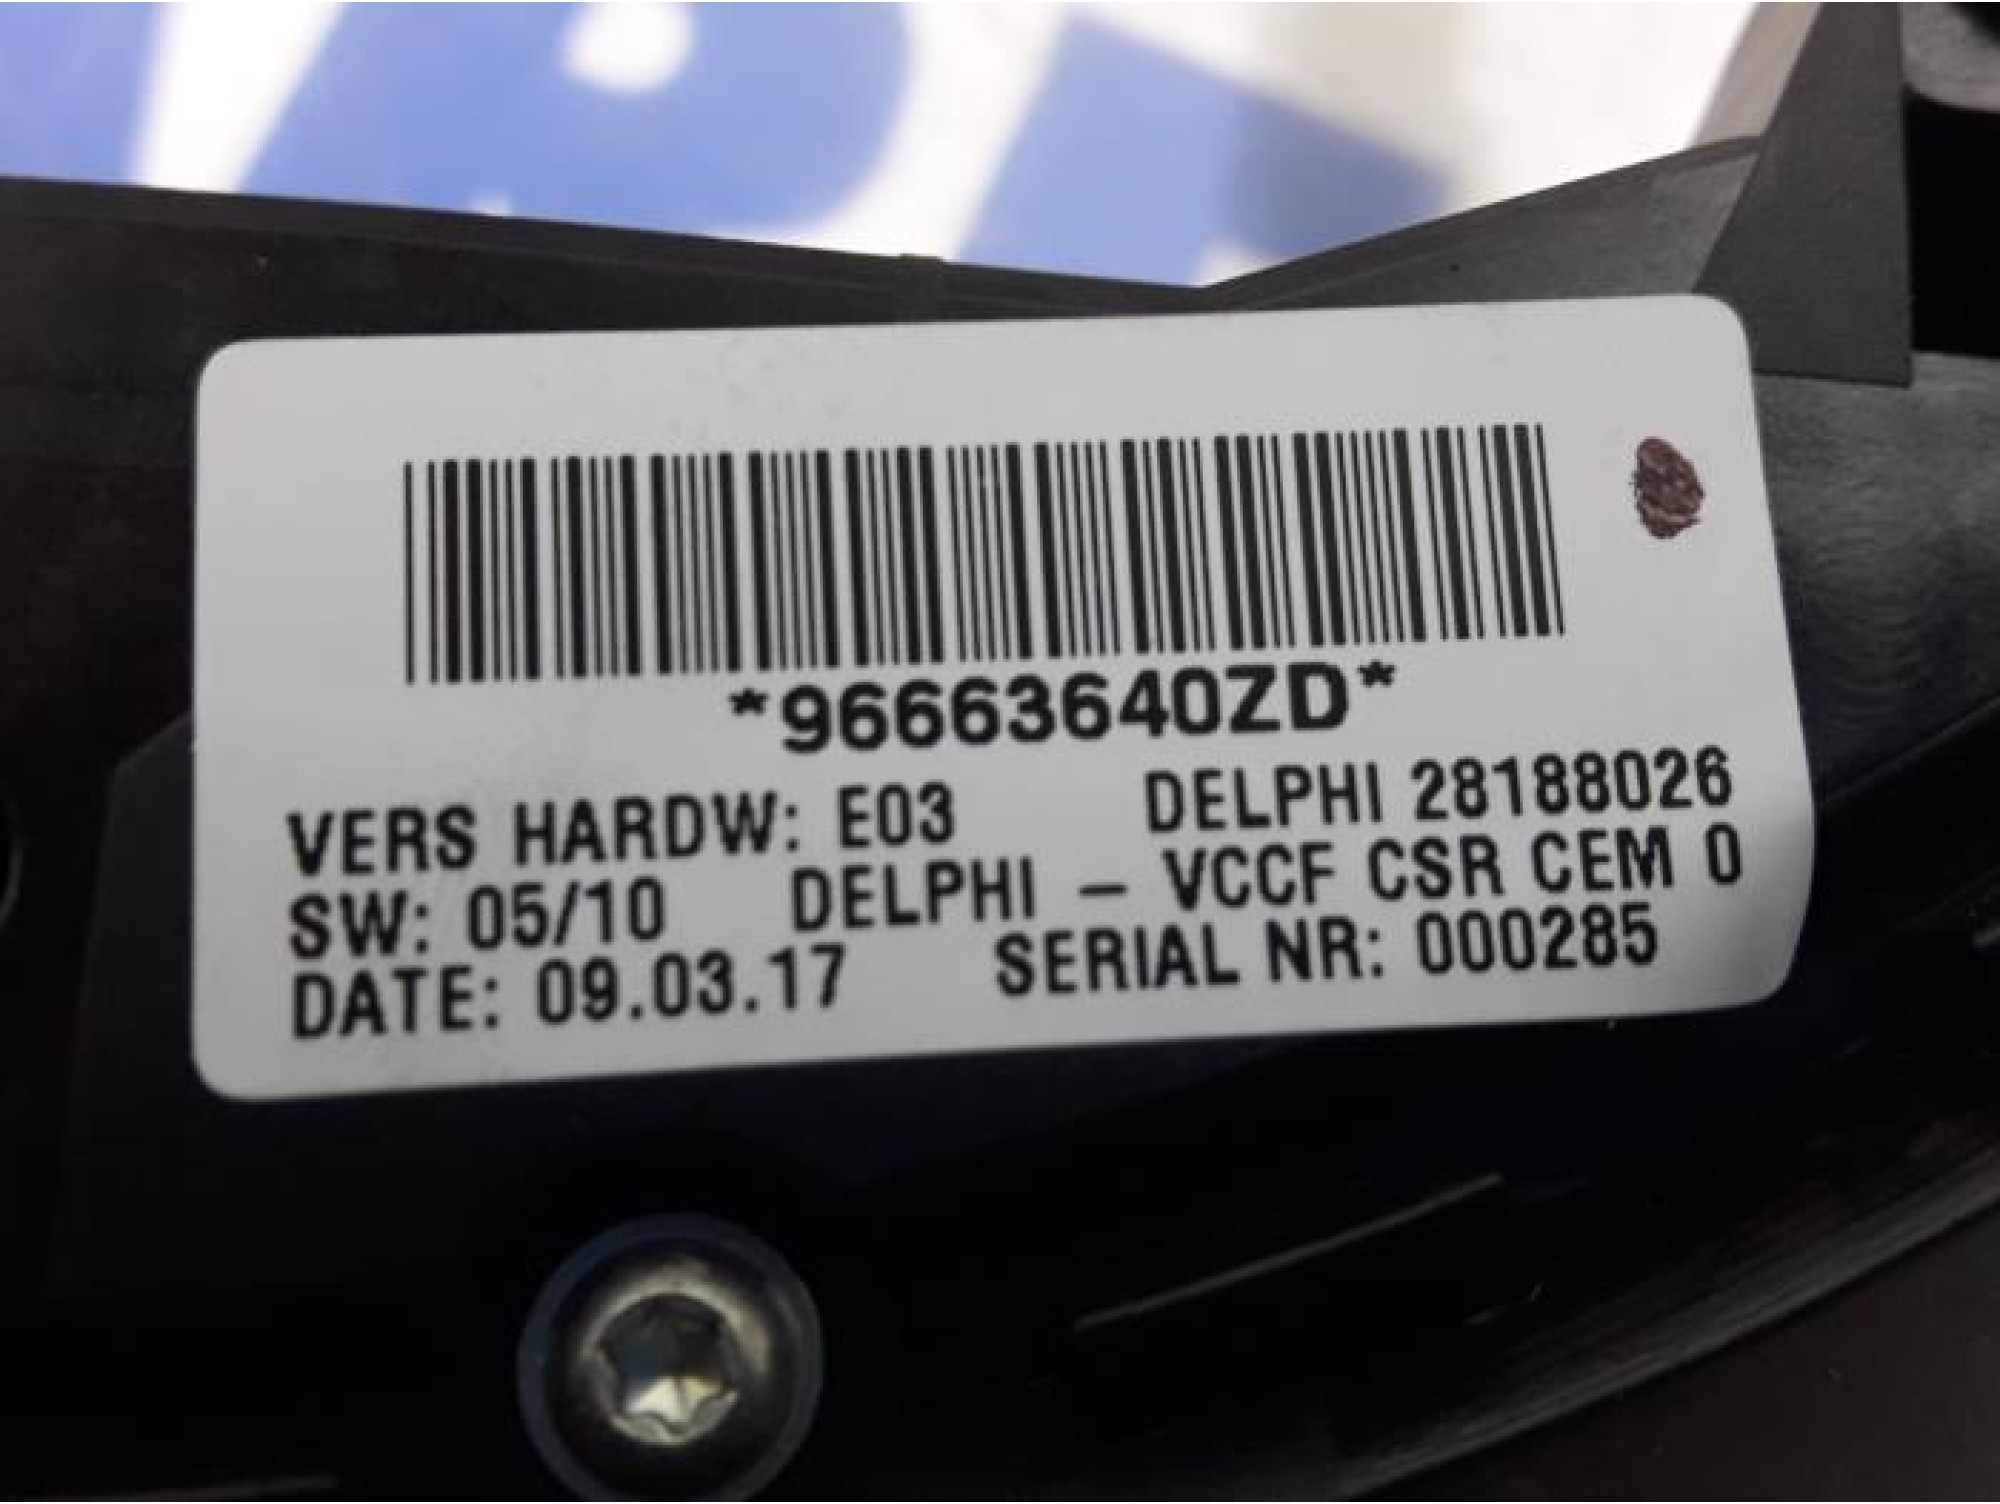 *96663640ZD*
VERS HARDW: E03 DELPHI 28188026
SW: 05/10 DELPHI – VCCF CSR CEM 0
DATE: 09.03.17 SERIAL NR: 000285